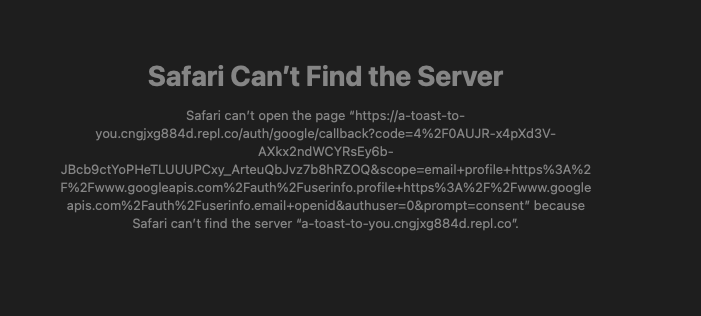 Safari Can’t Find the Server
Safari can’t open the page “https://a-toast-to-
you.cngjxg884d.repl.co/auth/google/callback?code=4%2F0AUJR-x4pXd3V-
AXkx2ndWCYRsEy6b-
JBcb9ctYoPHeTLUUUPCxy_ArteuQbJvz7b8hRZOQ&scope=email+profile+https%3A%2
F%2Fwww.googleapis.com%2Fauth%2Fuserinfo.profile+https%3A%2F%2Fwww.google
apis.com%2Fauth%2Fuserinfo.email+openid&authuser=0&prompt=consent” because
Safari can’t find the server “a-toast-to-you.cngjxg884d.repl.co”.